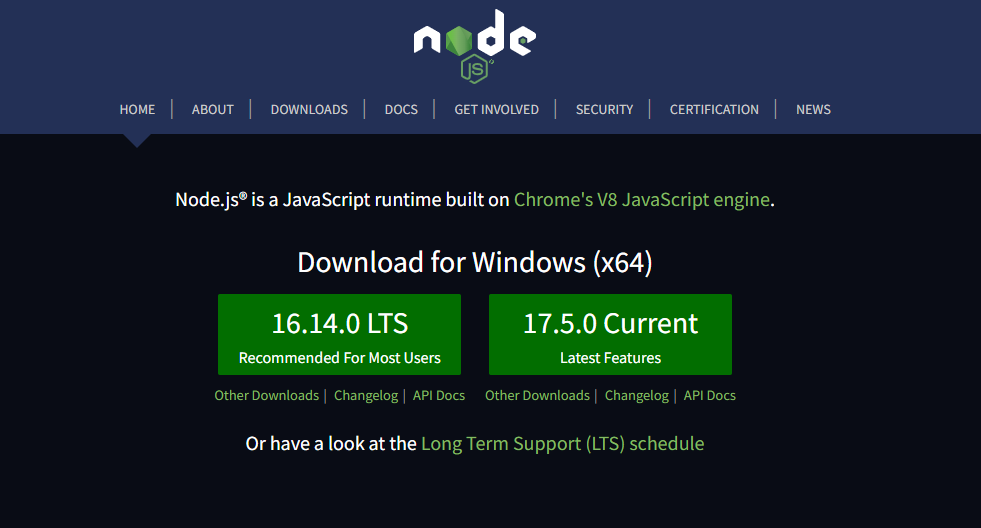 node
JS
HOME | ABOUT | DOWNLOADS | DOCS | GET INVOLVED | SECURITY | CERTIFICATION | NEWS
Node.js® is a JavaScript runtime built on Chrome's V8 JavaScript engine.
Download for Windows (x64)
16.14.0 LTS 17.5.0 Current
Recommended For Most Users Latest Features
Other Downloads | Changelog | API Docs Other Downloads | Changelog | API Docs
Or have a look at the Long Term Support (LTS) schedule